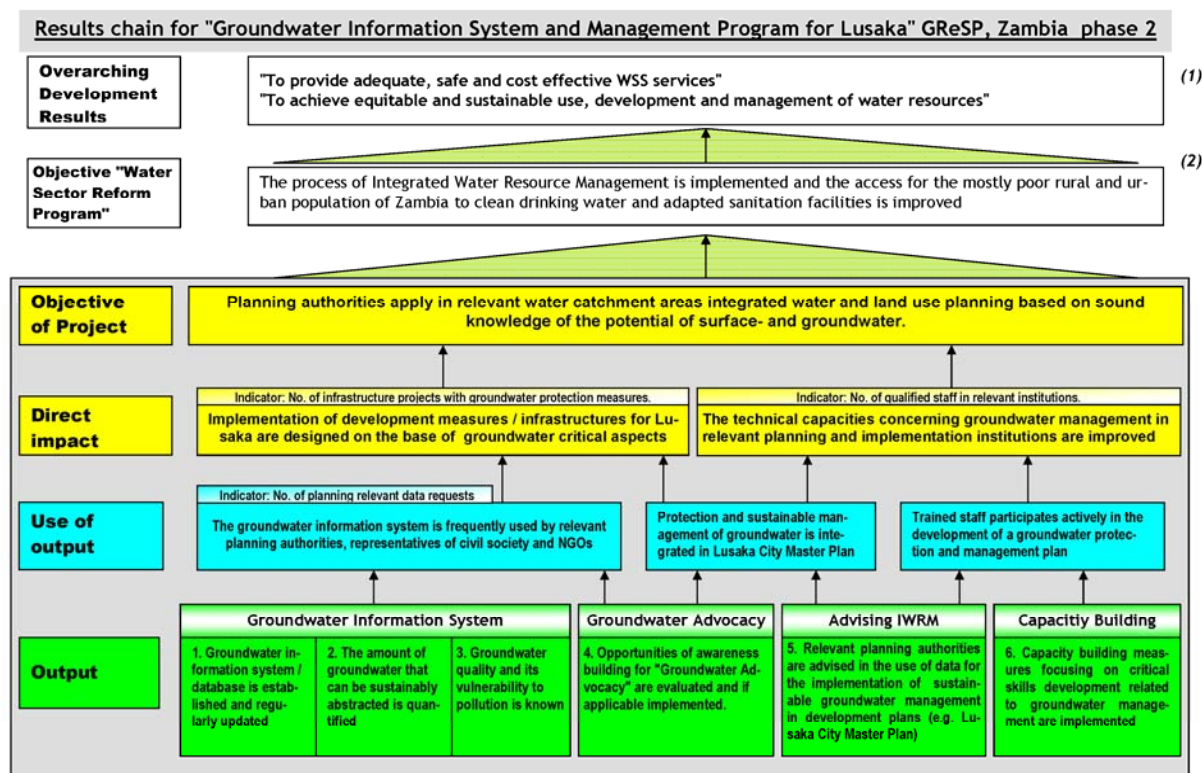 Results chain for "Groundwater Information System and Management Program for Lusaka" GReSP, Zambia phase 2
Overarching
Development
Results
"To provide adequate, safe and cost effective WSS services"
"To achieve equitable and sustainable use, development and management of water resources"
(1)
Objective "Water
Sector Reform
Program"
The process of Integrated Water Resource Management is implemented and the access for the mostly poor rural and ur-
ban population of Zambia to clean drinking water and adapted sanitation facilities is improved
(2)
Objective
of Project
Planning authorities apply in relevant water catchment areas integrated water and land use planning based on sound
knowledge of the potential of surface- and groundwater.
Direct
impact
Indicator: No. of infrastructure projects with groundwater protection measures.
Implementation of development measures / infrastructures for Lu-
saka are designed on the base of groundwater critical aspects
Indicator: No. of qualified staff in relevant institutions.
The technical capacities concerning groundwater management in
relevant planning and implementation institutions are improved
Use of
output
Indicator: No. of planning relevant data requests
The groundwater information system is frequently used by relevant
planning authorities, representatives of civil society and NGOs
Protection and sustainable man-
agement of groundwater is inte-
grated in Lusaka City Master Plan
Trained staff participates actively in the
development of a groundwater protec-
tion and management plan
Output
Groundwater Information System
1. Groundwater in-
formation system /
database is estab-
lished and regu-
larly updated
2. The amount of
groundwater that
can be sustainably
abstracted is quan-
tified
3. Groundwater
quality and its
vulnerability to
pollution is known
Groundwater Advocacy
4. Opportunities of awareness
building for "Groundwater Ad-
vocacy" are evaluated and if
applicable implemented.
Advising IWRM
5. Relevant planning authorities
are advised in the use of data for
the implementation of sustain-
able groundwater management
in development plans (e.g. Lu-
saka City Master Plan)
Capacitiy Building
6. Capacity building meas-
ures focusing on critical
skills development related
to groundwater manage-
ment are implemented